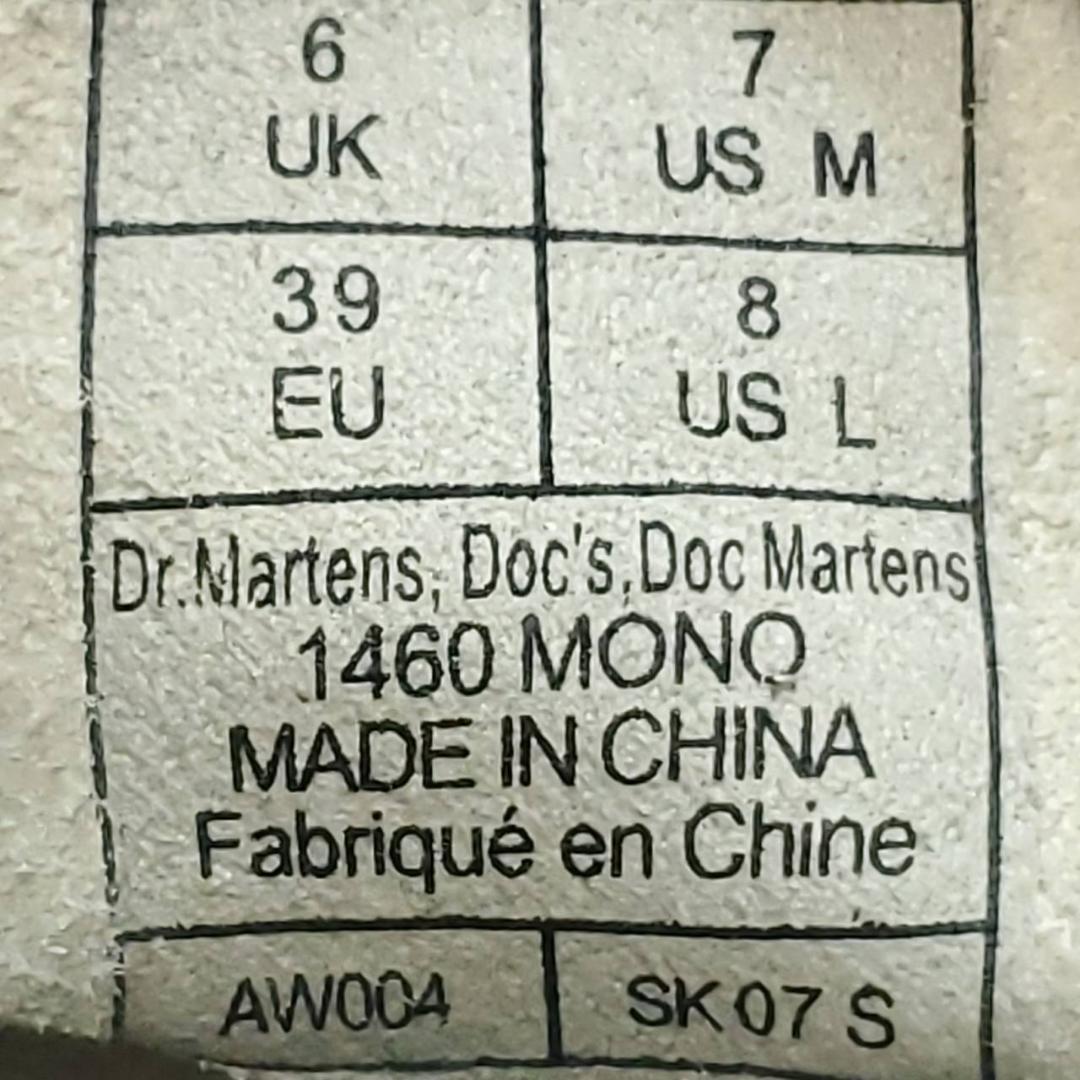 6
UK
7
US M
39
EU
8
US L
Dr.Martens, Doc's,Doc Martens
1460 MONO
MADE IN CHINA
Fabriqué en Chine
AW004
SK07 S